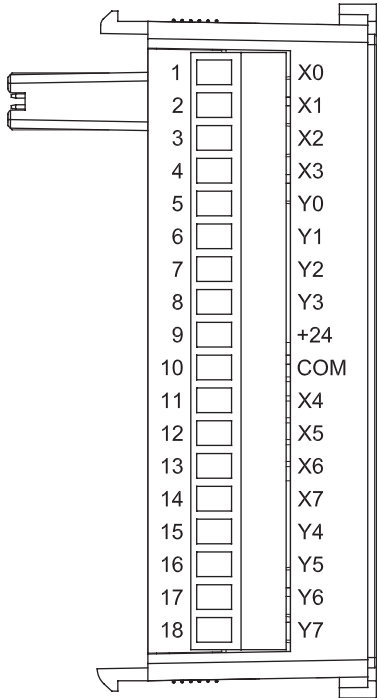 1 X0
2 X1
3 X2
4 X3
5 Y0
6 Y1
7 Y2
8 Y3
9 +24
10 COM
11 X4
12 X5
13 X6
14 X7
15 Y4
16 Y5
17 Y6
18 Y7